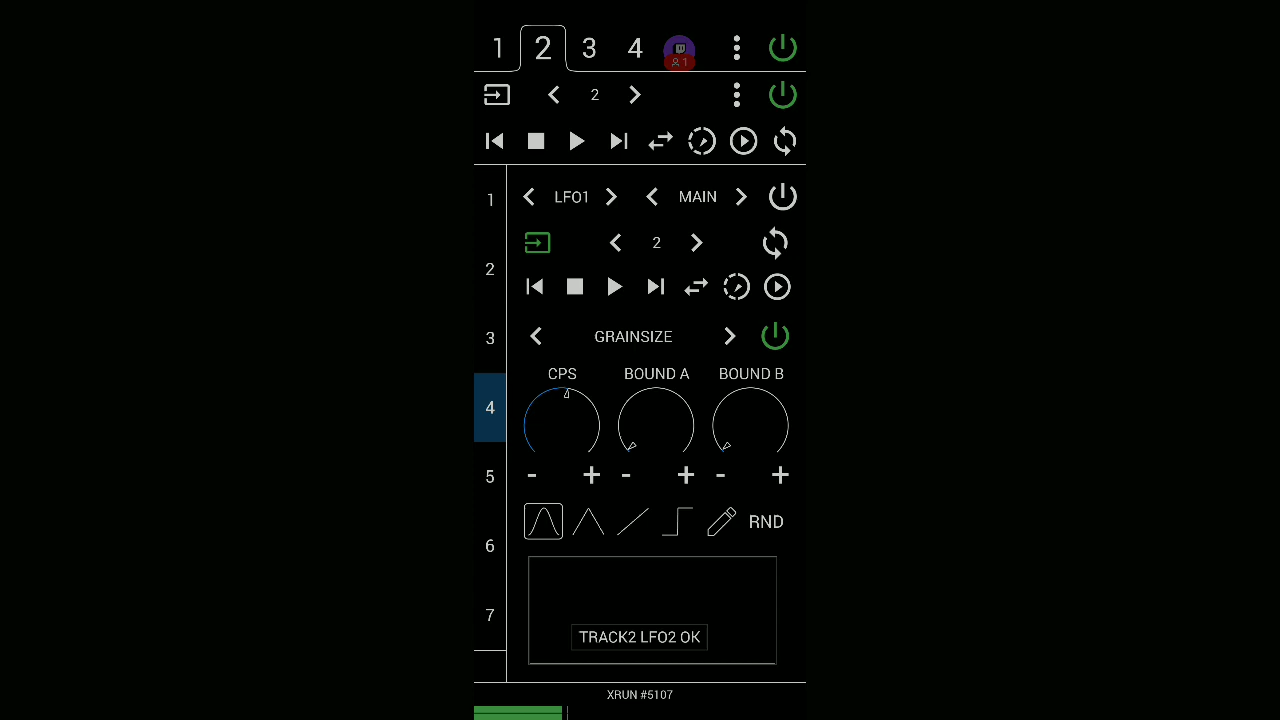 1 2 3 4 1
2
1 LFO1 MAIN
2
2
GRAINSIZE
3
CPS BOUND A BOUND B
4
- + - + - +
5
RND
6
7
TRACK2 LFO2 OK
XRUN #5107